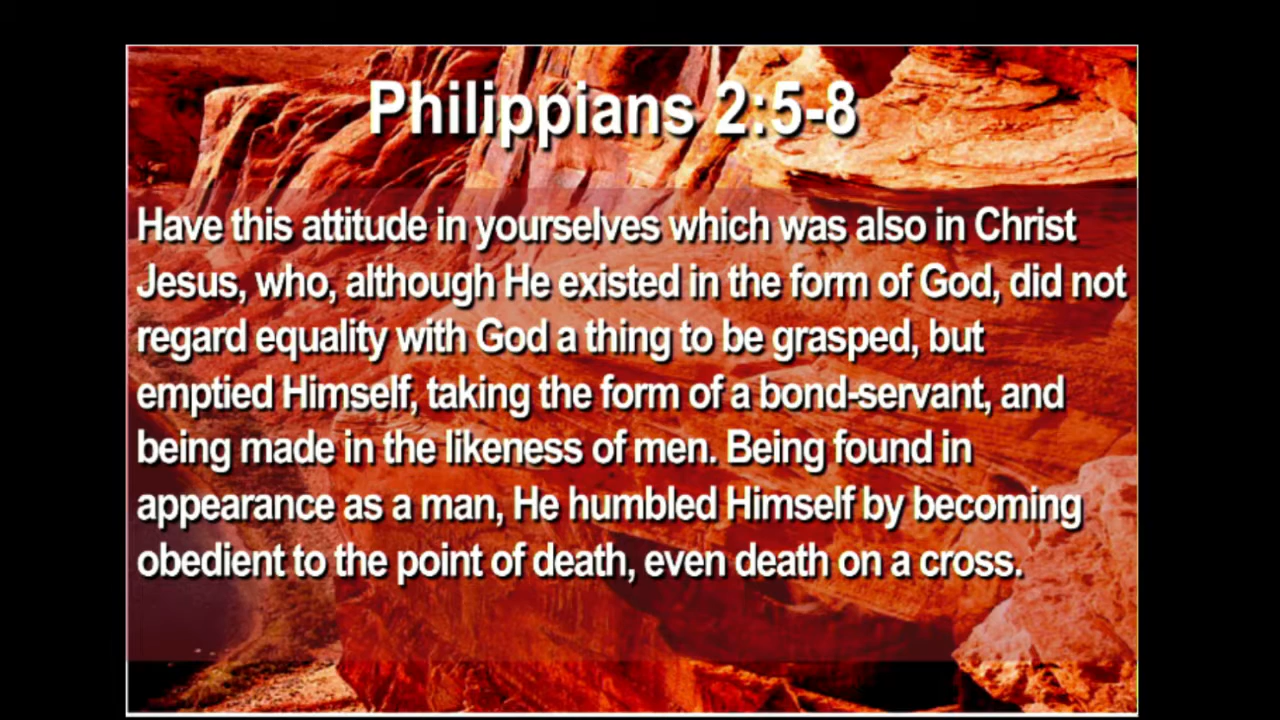 Philippians 2:5-8
Have this attitude in yourselves which was also in Christ
Jesus, who, although He existed in the form of God, did not
regard equality with God a thing to be grasped, but
emptied Himself, taking the form of a bond-servant, and
being made in the likeness of men. Being found in
appearance as a man, He humbled Himself by becoming
obedient to the point of death, even death on a cross.